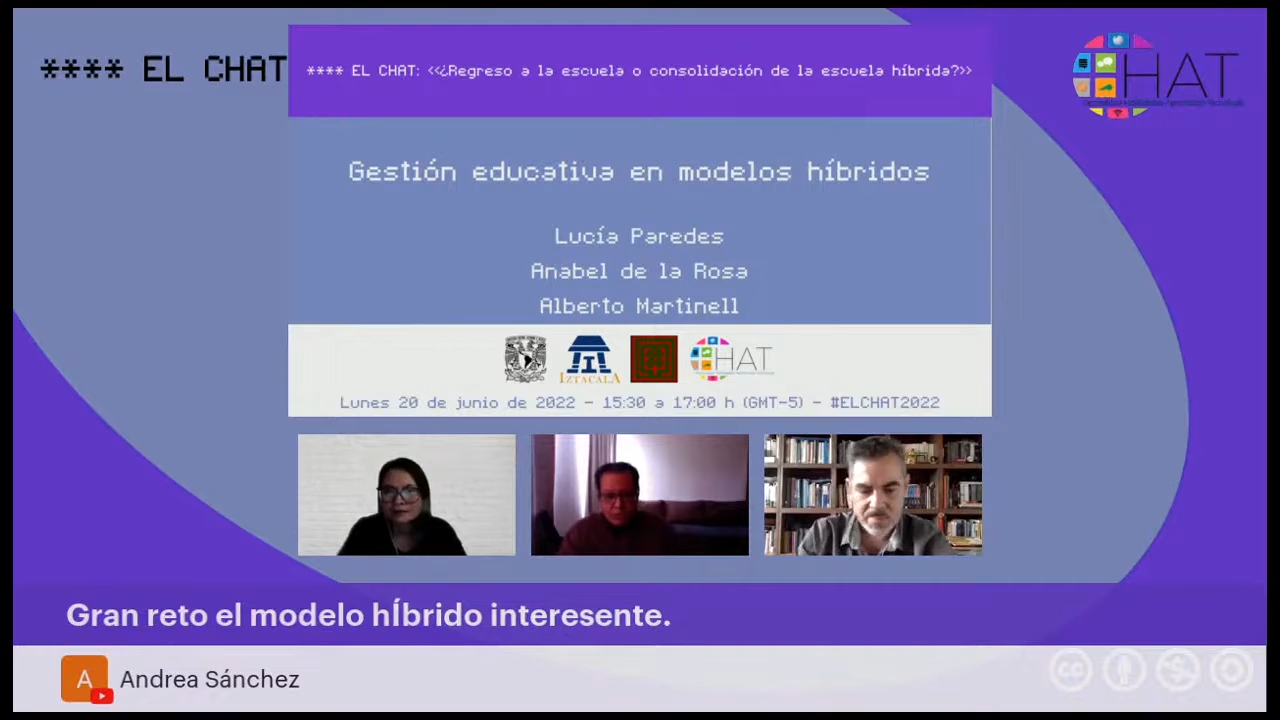 **** EL CHAT
**** EL CHAT: <<¿Regreso a la escuela o consolidación de la escuela híbrida?>>
HAT
Gestión educativa en modelos híbridos
Lucía Paredes
Anabel de la Rosa
Alberto Martinell
IZTACALA
HAT
Lunes 20 de junio de 2022 - 15:30 a 17:00 h (GMT-5) - #ELCHAT2022
Gran reto el modelo hÍbrido interesente.
A
Andrea Sánchez
cc